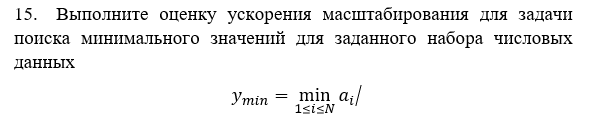 15. Выполните оценку ускорения масштабирования для задачи
поиска минимального значений для заданного набора числовых
данных
y_min = min_{1≤i≤N} a_i/